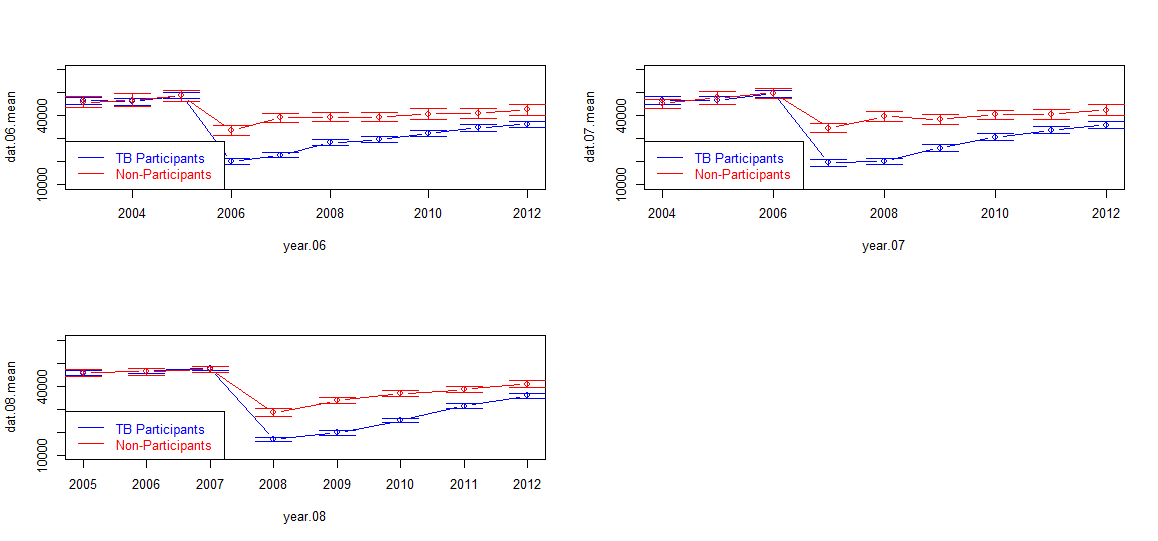 dat.06.mean
40000
10000
TB Participants
Non-Participants
2004 2006 2008 2010 2012
year.06
dat.07.mean
40000
10000
TB Participants
Non-Participants
2004 2006 2008 2010 2012
year.07
dat.08.mean
40000
10000
TB Participants
Non-Participants
2005 2006 2007 2008 2009 2010 2011 2012
year.08